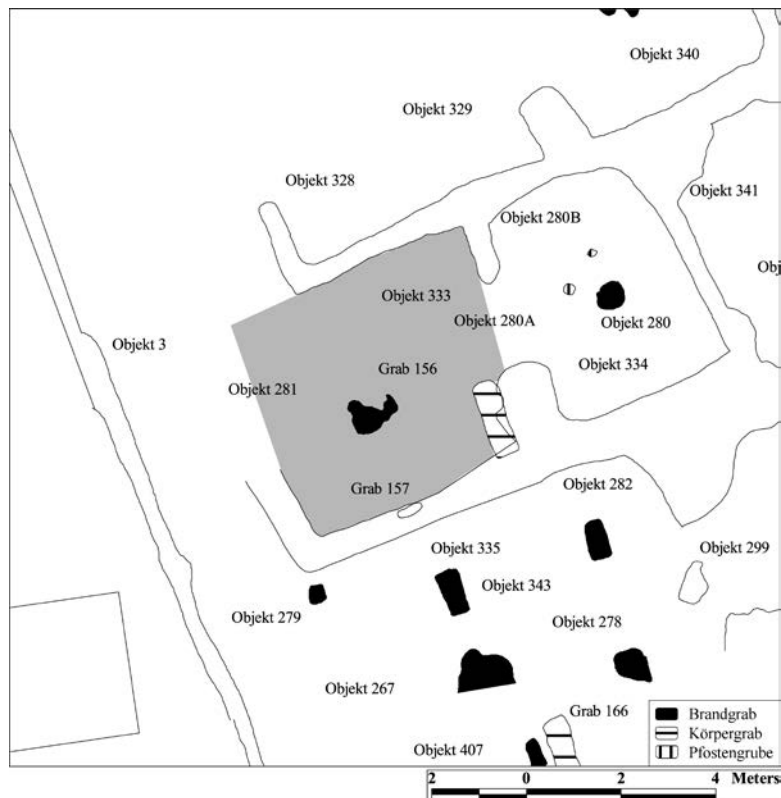 Objekt 340
Objekt 329
Objekt 328
Objekt 341
Objekt 280B
Obj
Objekt 333
Objekt 280A
Objekt 280
Objekt 3
Objekt 334
Grab 156
Objekt 281
Grab 157
Objekt 282
Objekt 335
Objekt 299
Objekt 343
Objekt 279
Objekt 278
Objekt 267
Grab 166
Objekt 407
Brandgrab
Körpergrab
Pfostengrube
2 0 2 4 Meters